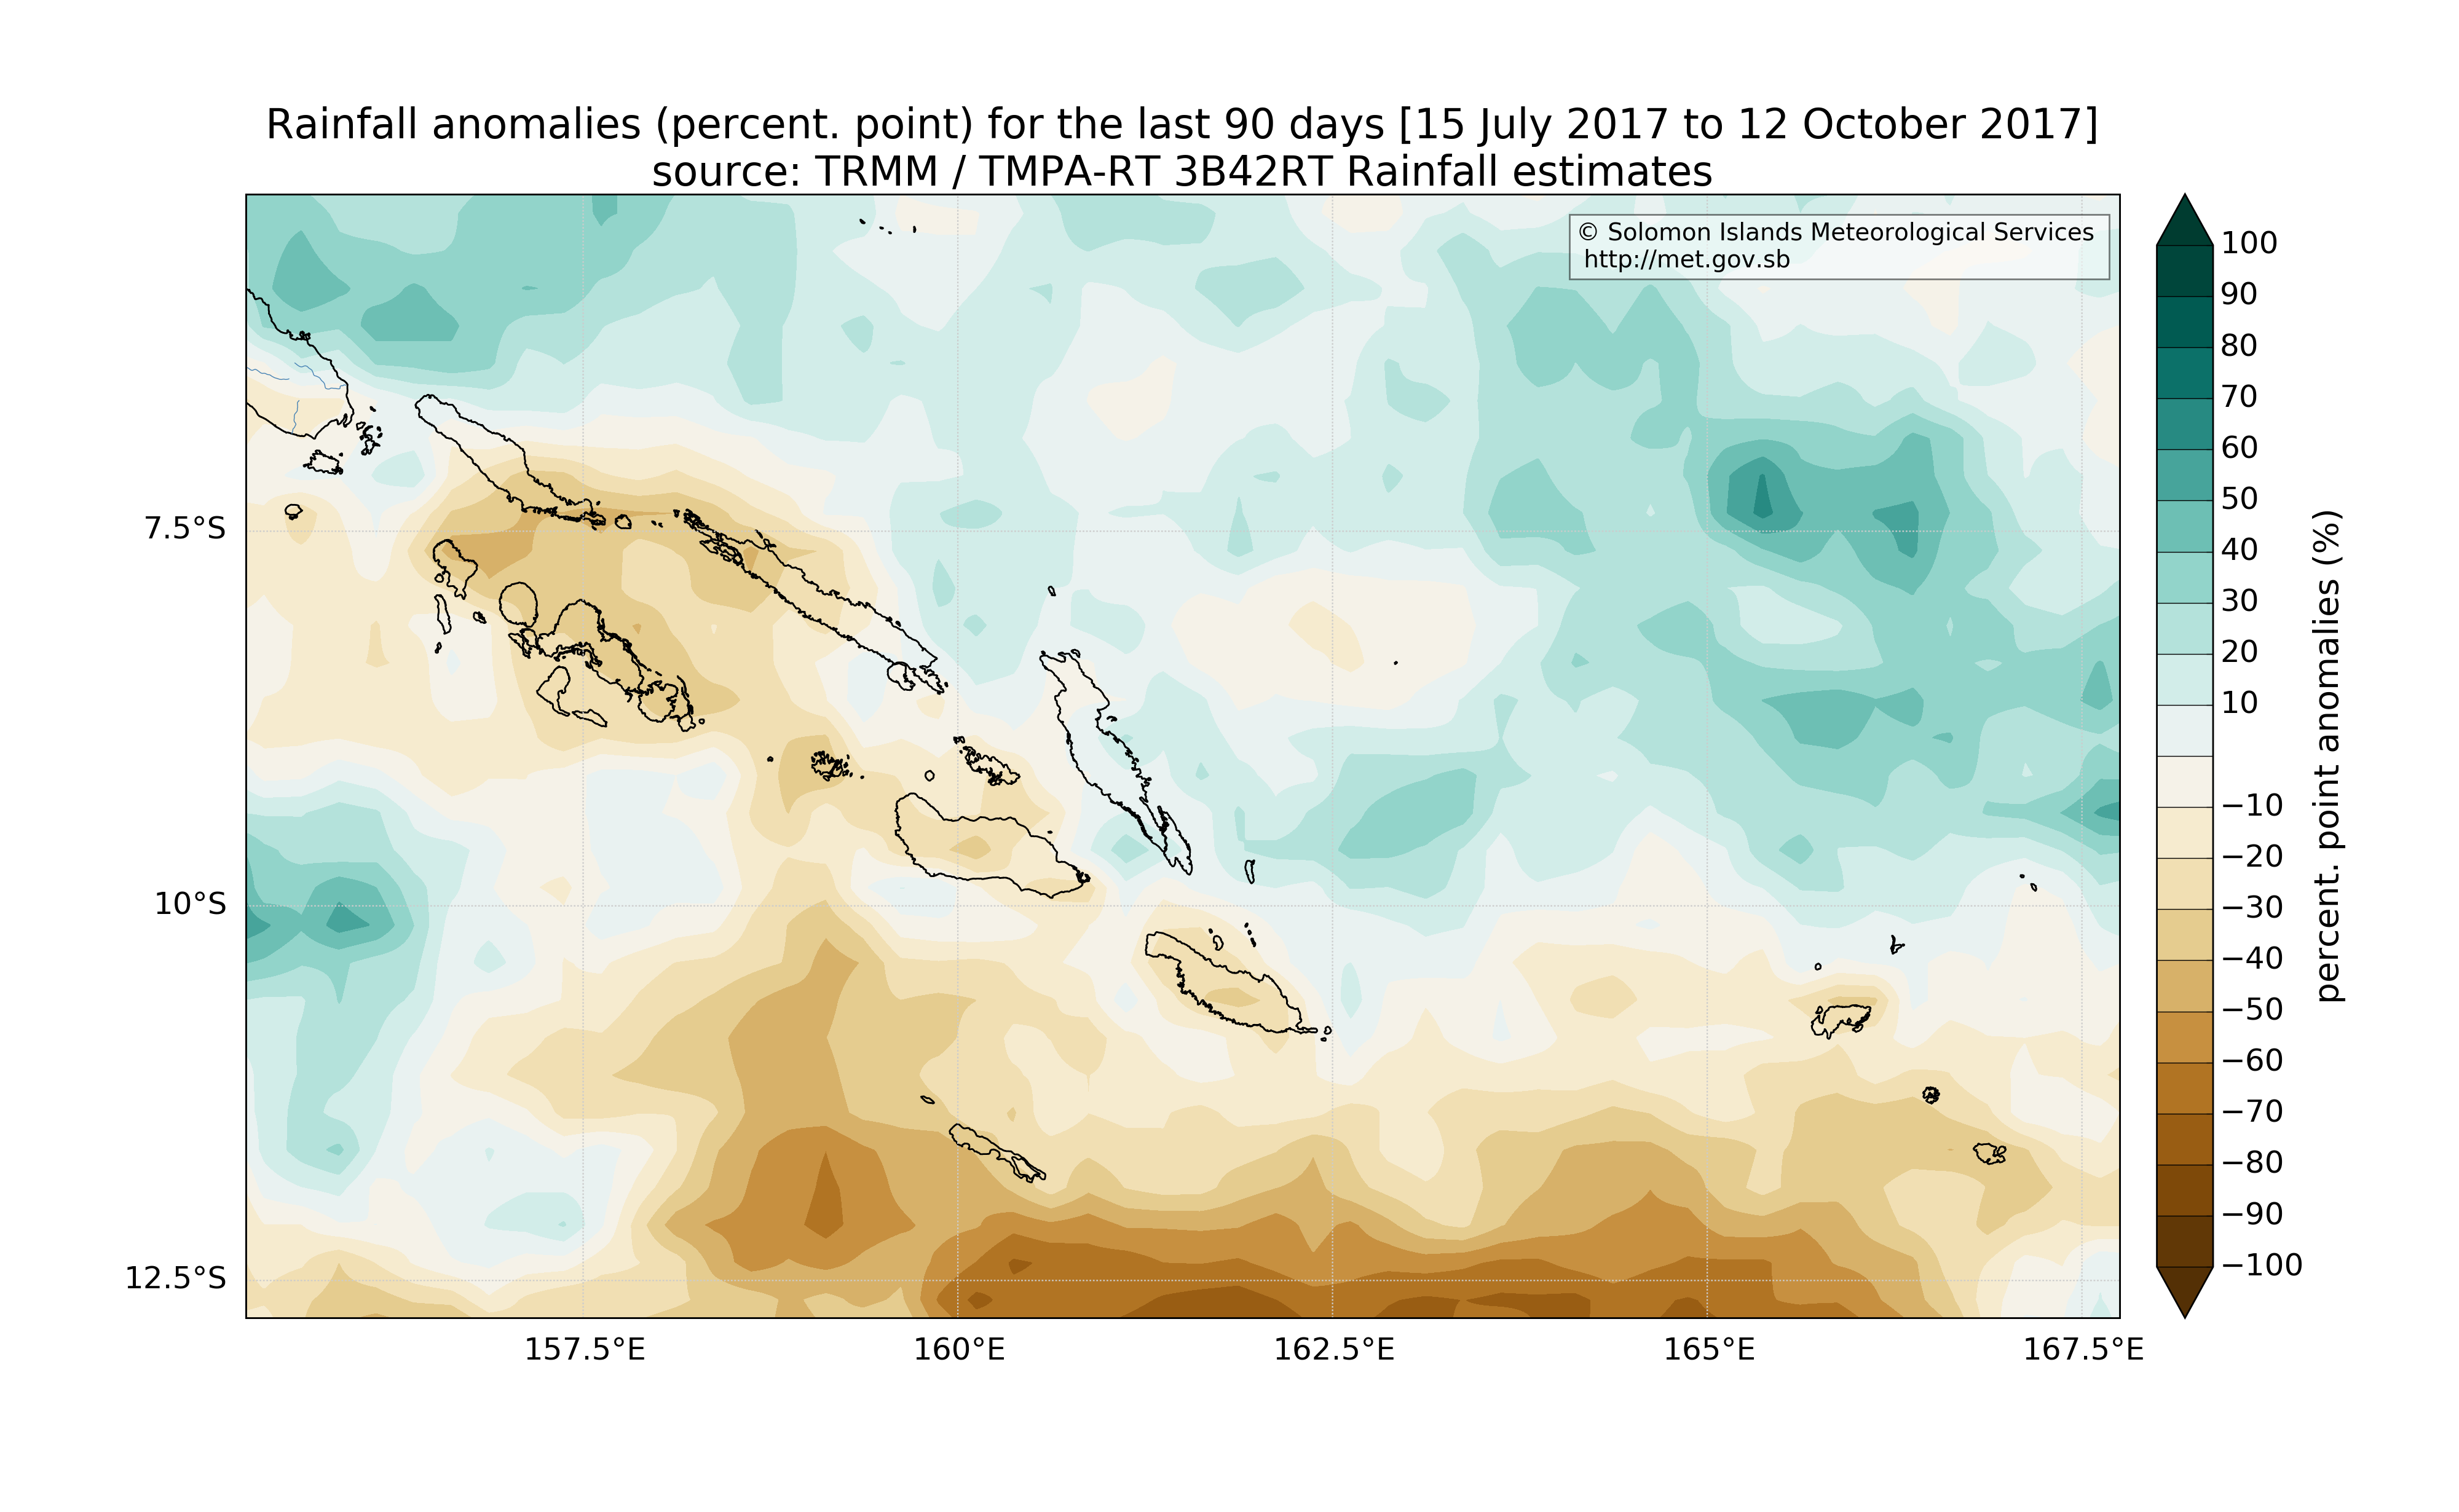 Rainfall anomalies (percent. point) for the last 90 days [15 July 2017 to 12 October 2017]
source: TRMM / TMPA-RT 3B42RT Rainfall estimates
© Solomon Islands Meteorological Services
http://met.gov.sb
7.5°S
10°S
12.5°S
157.5°E
160°E
162.5°E
165°E
167.5°E
100
90
80
70
60
50
40
30
20
10
−10
−20
−30
−40
−50
−60
−70
−80
−90
−100
percent. point anomalies (%)